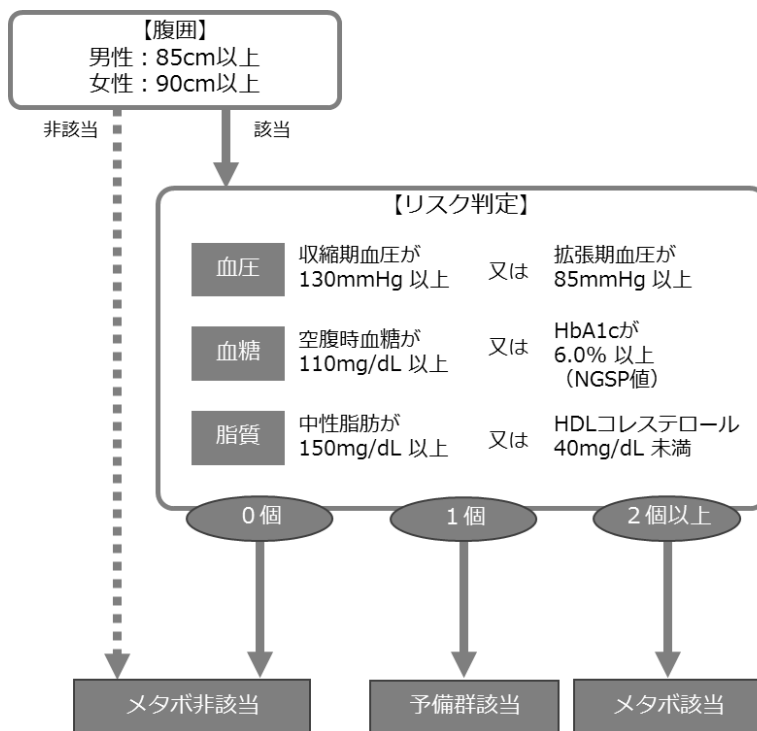 【腹囲】
男性：85cm以上
女性：90cm以上
非該当
該当
【リスク判定】
血圧
収縮期血圧が
130mmHg 以上
又は
拡張期血圧が
85mmHg 以上
血糖
空腹時血糖が
110mg/dL 以上
又は
HbA1cが
6.0% 以上
（NGSP値）
脂質
中性脂肪が
150mg/dL 以上
又は
HDLコレステロール
40mg/dL 未満
０個
１個
２個以上
メタボ非該当
予備群該当
メタボ該当